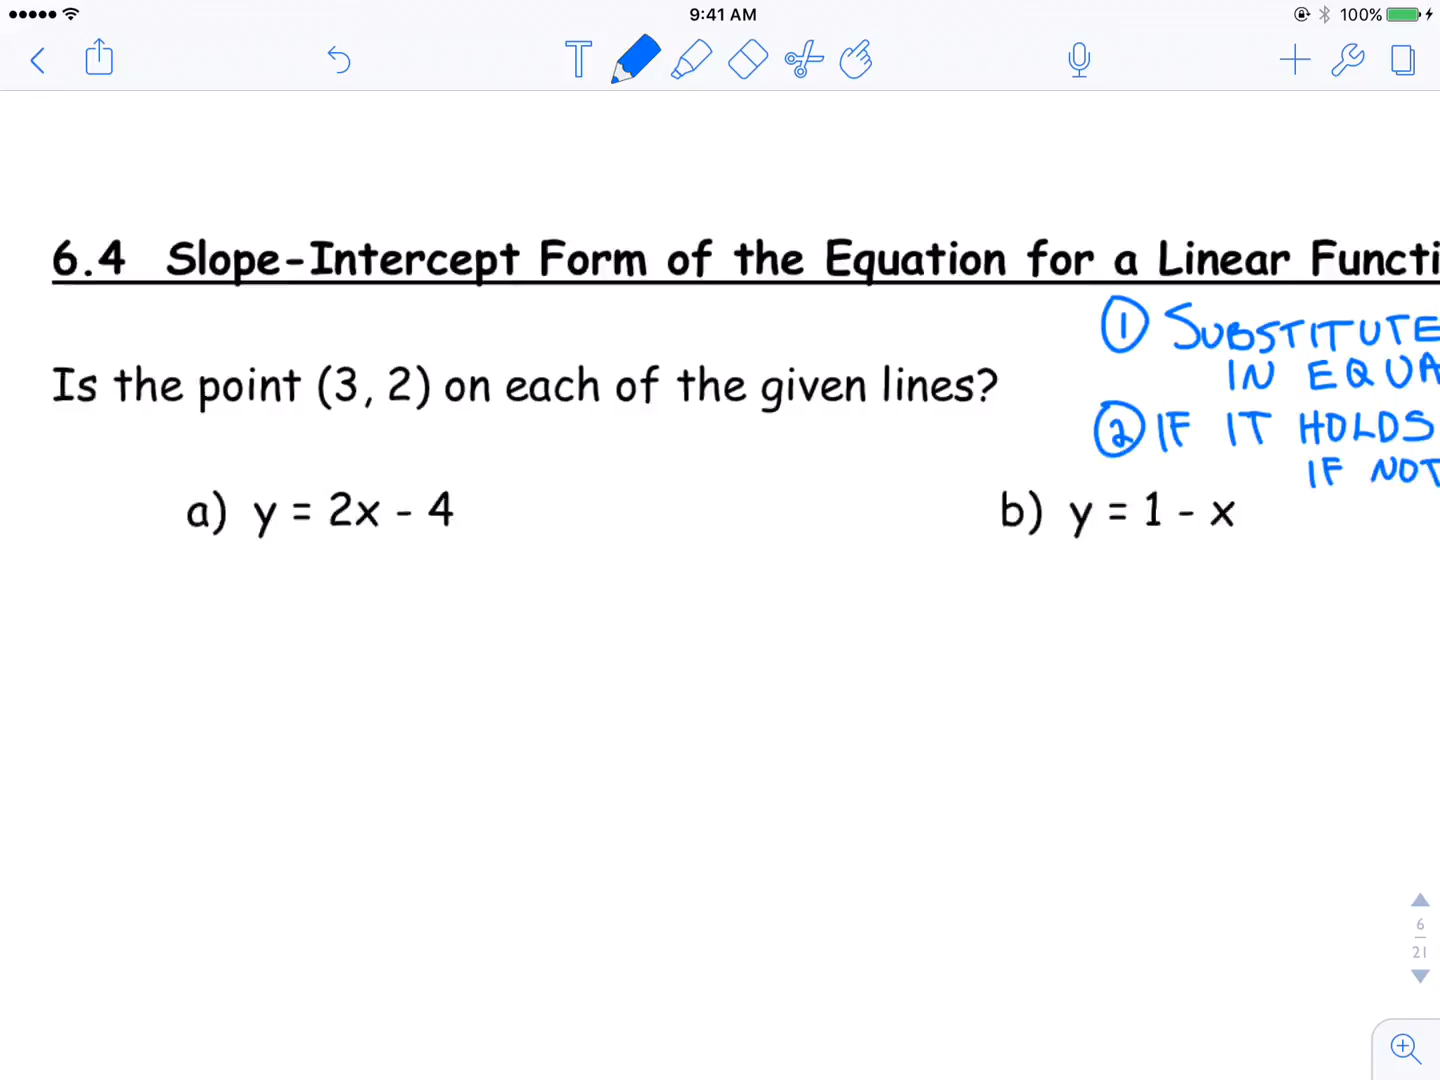 9:41 AM
100%
T
6.4 Slope-Intercept Form of the Equation for a Linear Functi
① SUBSTITUTE
IN EQUA
Is the point (3, 2) on each of the given lines?
② IF IT HOLDS
IF NOT
a) y = 2x - 4
b) y = 1 - x
6
21